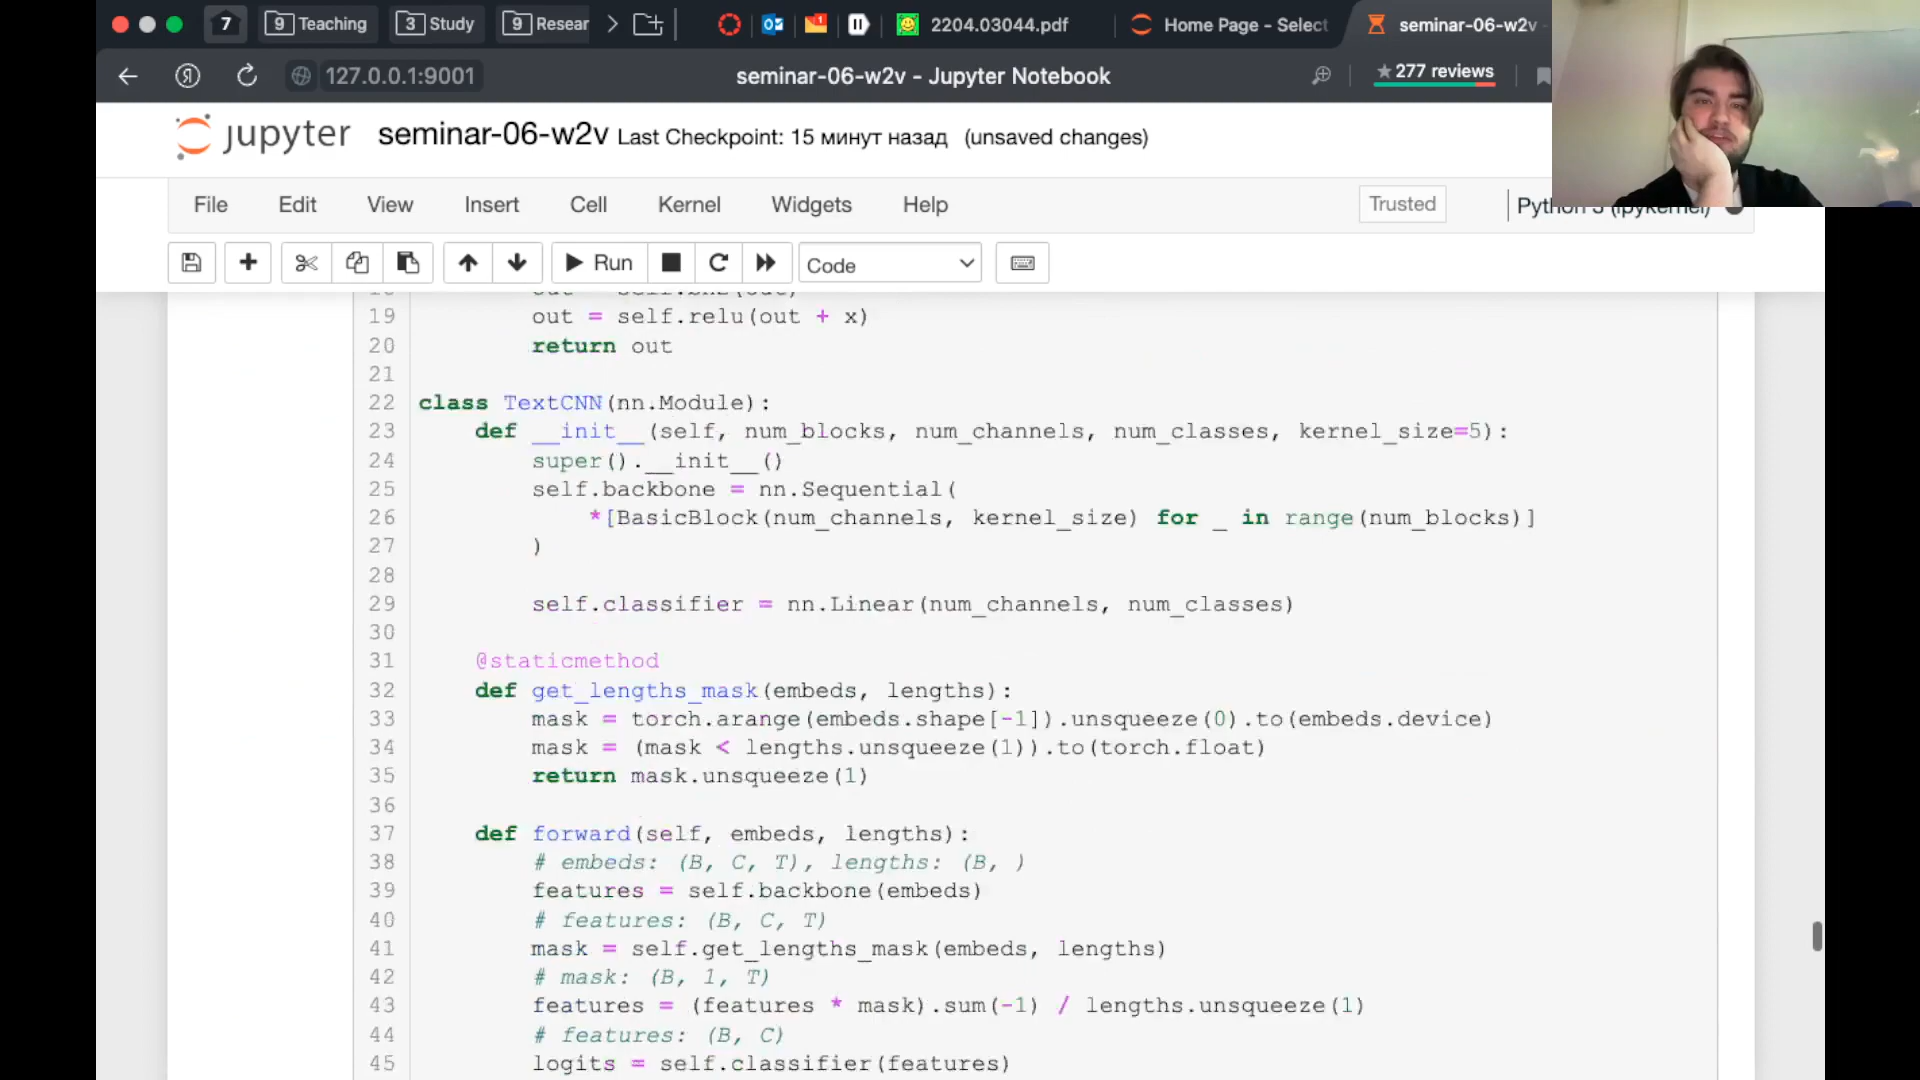 7
9 Teaching
3 Study
9 Resear
1
2204.03044.pdf
Home Page - Select
seminar-06-w2v
127.0.0.1:9001
seminar-06-w2v - Jupyter Notebook
★277 reviews
jupyter seminar-06-w2v Last Checkpoint: 15 минут назад (unsaved changes)
File Edit View Insert Cell Kernel Widgets Help
Trusted
Python 3 (ipykernel)
Run
Code
19 out = self.relu(out + x)
20 return out
21
22 class TextCNN(nn.Module):
23 def __init__(self, num_blocks, num_channels, num_classes, kernel_size=5):
24 super().__init__()
25 self.backbone = nn.Sequential(
26 *[BasicBlock(num_channels, kernel_size) for _ in range(num_blocks)]
27 )
28
29 self.classifier = nn.Linear(num_channels, num_classes)
30
31 @staticmethod
32 def get_lengths_mask(embeds, lengths):
33 mask = torch.arange(embeds.shape[-1]).unsqueeze(0).to(embeds.device)
34 mask = (mask < lengths.unsqueeze(1)).to(torch.float)
35 return mask.unsqueeze(1)
36
37 def forward(self, embeds, lengths):
38 # embeds: (B, C, T), lengths: (B, )
39 features = self.backbone(embeds)
40 # features: (B, C, T)
41 mask = self.get_lengths_mask(embeds, lengths)
42 # mask: (B, 1, T)
43 features = (features * mask).sum(-1) / lengths.unsqueeze(1)
44 # features: (B, C)
45 logits = self.classifier(features)